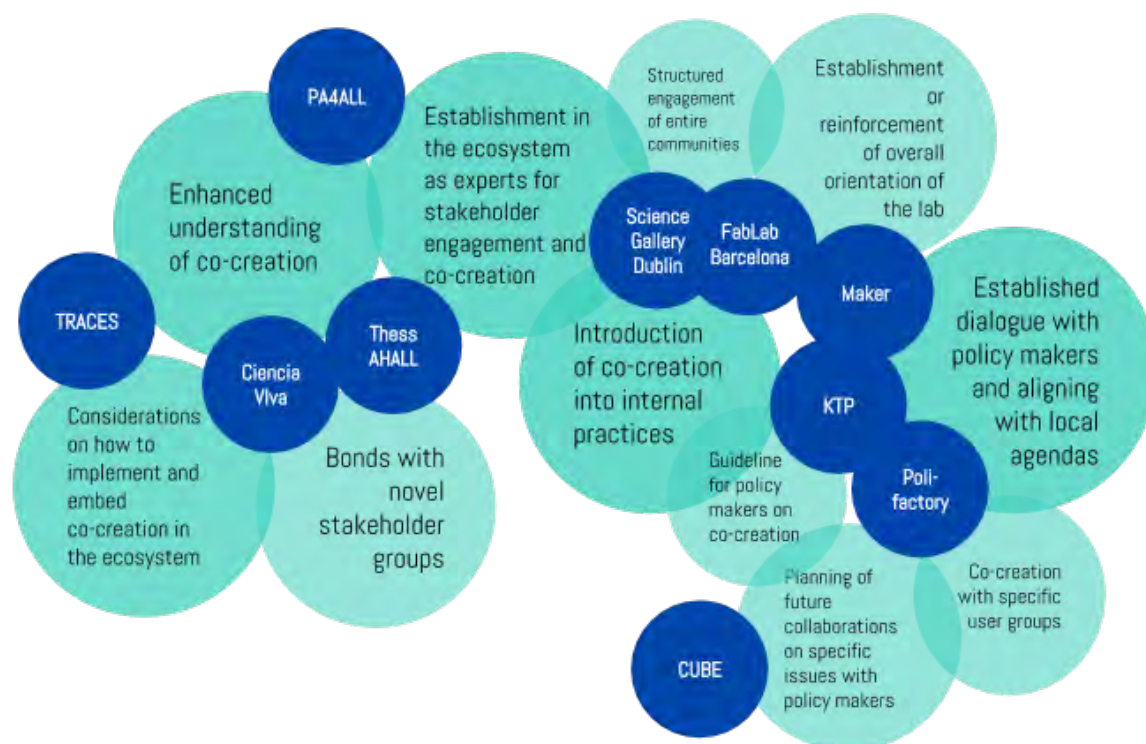 PA4ALL
Enhanced
understanding
of co-creation
Establishment in
the ecosystem
as experts for
stakeholder
engagement and
co-creation
Structured
engagement
of entire
communities
Establishment
or
reinforcement
of overall
orientation of
the lab
Science
Gallery
Dublin
FabLab
Barcelona
Maker
TRACES
Ciencia
VIva
Thess
AHALL
Considerations
on how to
implement and
embed
co-creation in
the ecosystem
Bonds with
novel
stakeholder
groups
Introduction
of co-creation
into internal
practices
KTP
Established
dialogue with
policy makers
and aligning
with local
agendas
Guideline
for policy
makers on
co-creation
Poli-
factory
CUBE
Planning of
future
collaborations
on specific
issues with
policy makers
Co-creation
with specific
user groups